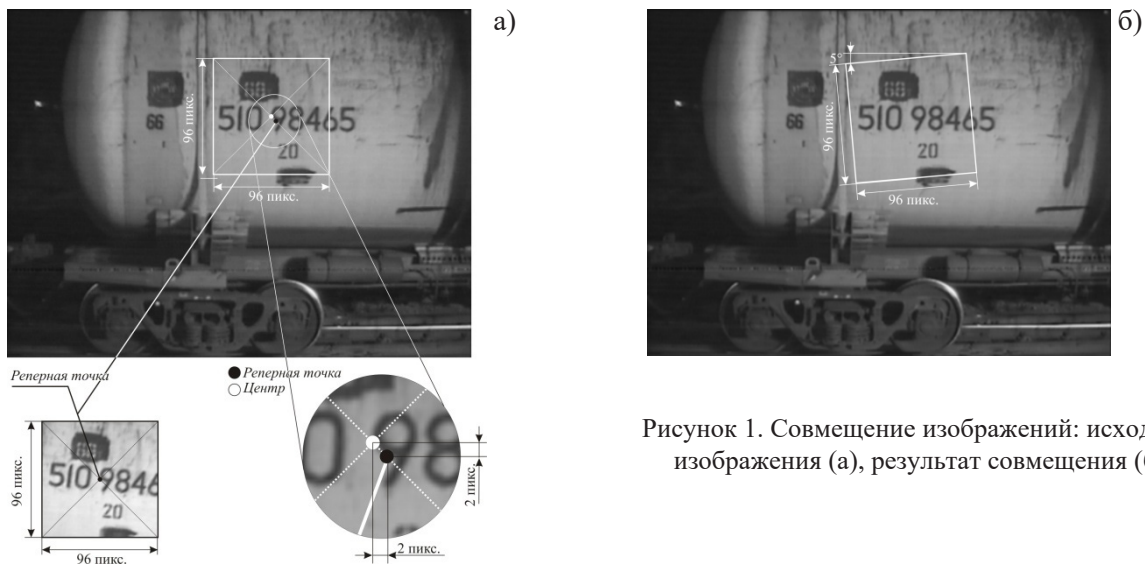 а)
96 пикс.
66
510 98465
20
96 пикс.
Реперная точка
Реперная точка
Центр
96 пикс.
510 9846
20
96 пикс.
2 пикс.
2 пикс.
б)
5°
96 пикс.
66
510 98465
20
96 пикс.
Рисунок 1. Совмещение изображений: исход
изображения (а), результат совмещения (